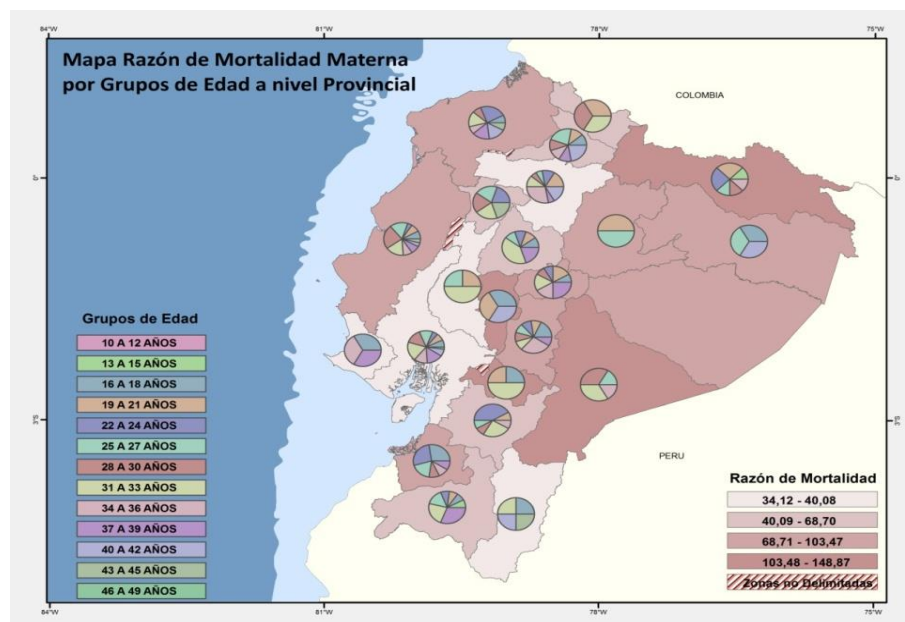 84°W
81°W
78°W
75°W
Mapa Razón de Mortalidad Materna
por Grupos de Edad a nivel Provincial
COLOMBIA
0°
0°
Grupos de Edad
10 A 12 AÑOS
13 A 15 AÑOS
16 A 18 AÑOS
19 A 21 AÑOS
22 A 24 AÑOS
25 A 27 AÑOS
28 A 30 AÑOS
31 A 33 AÑOS
34 A 36 AÑOS
37 A 39 AÑOS
40 A 42 AÑOS
43 A 45 AÑOS
46 A 49 AÑOS
3°S
3°S
PERU
Razón de Mortalidad
34,12 - 40,08
40,09 - 68,70
68,71 - 103,47
103,48 - 148,87
Zonas no Delimitadas
84°W
81°W
78°W
75°W